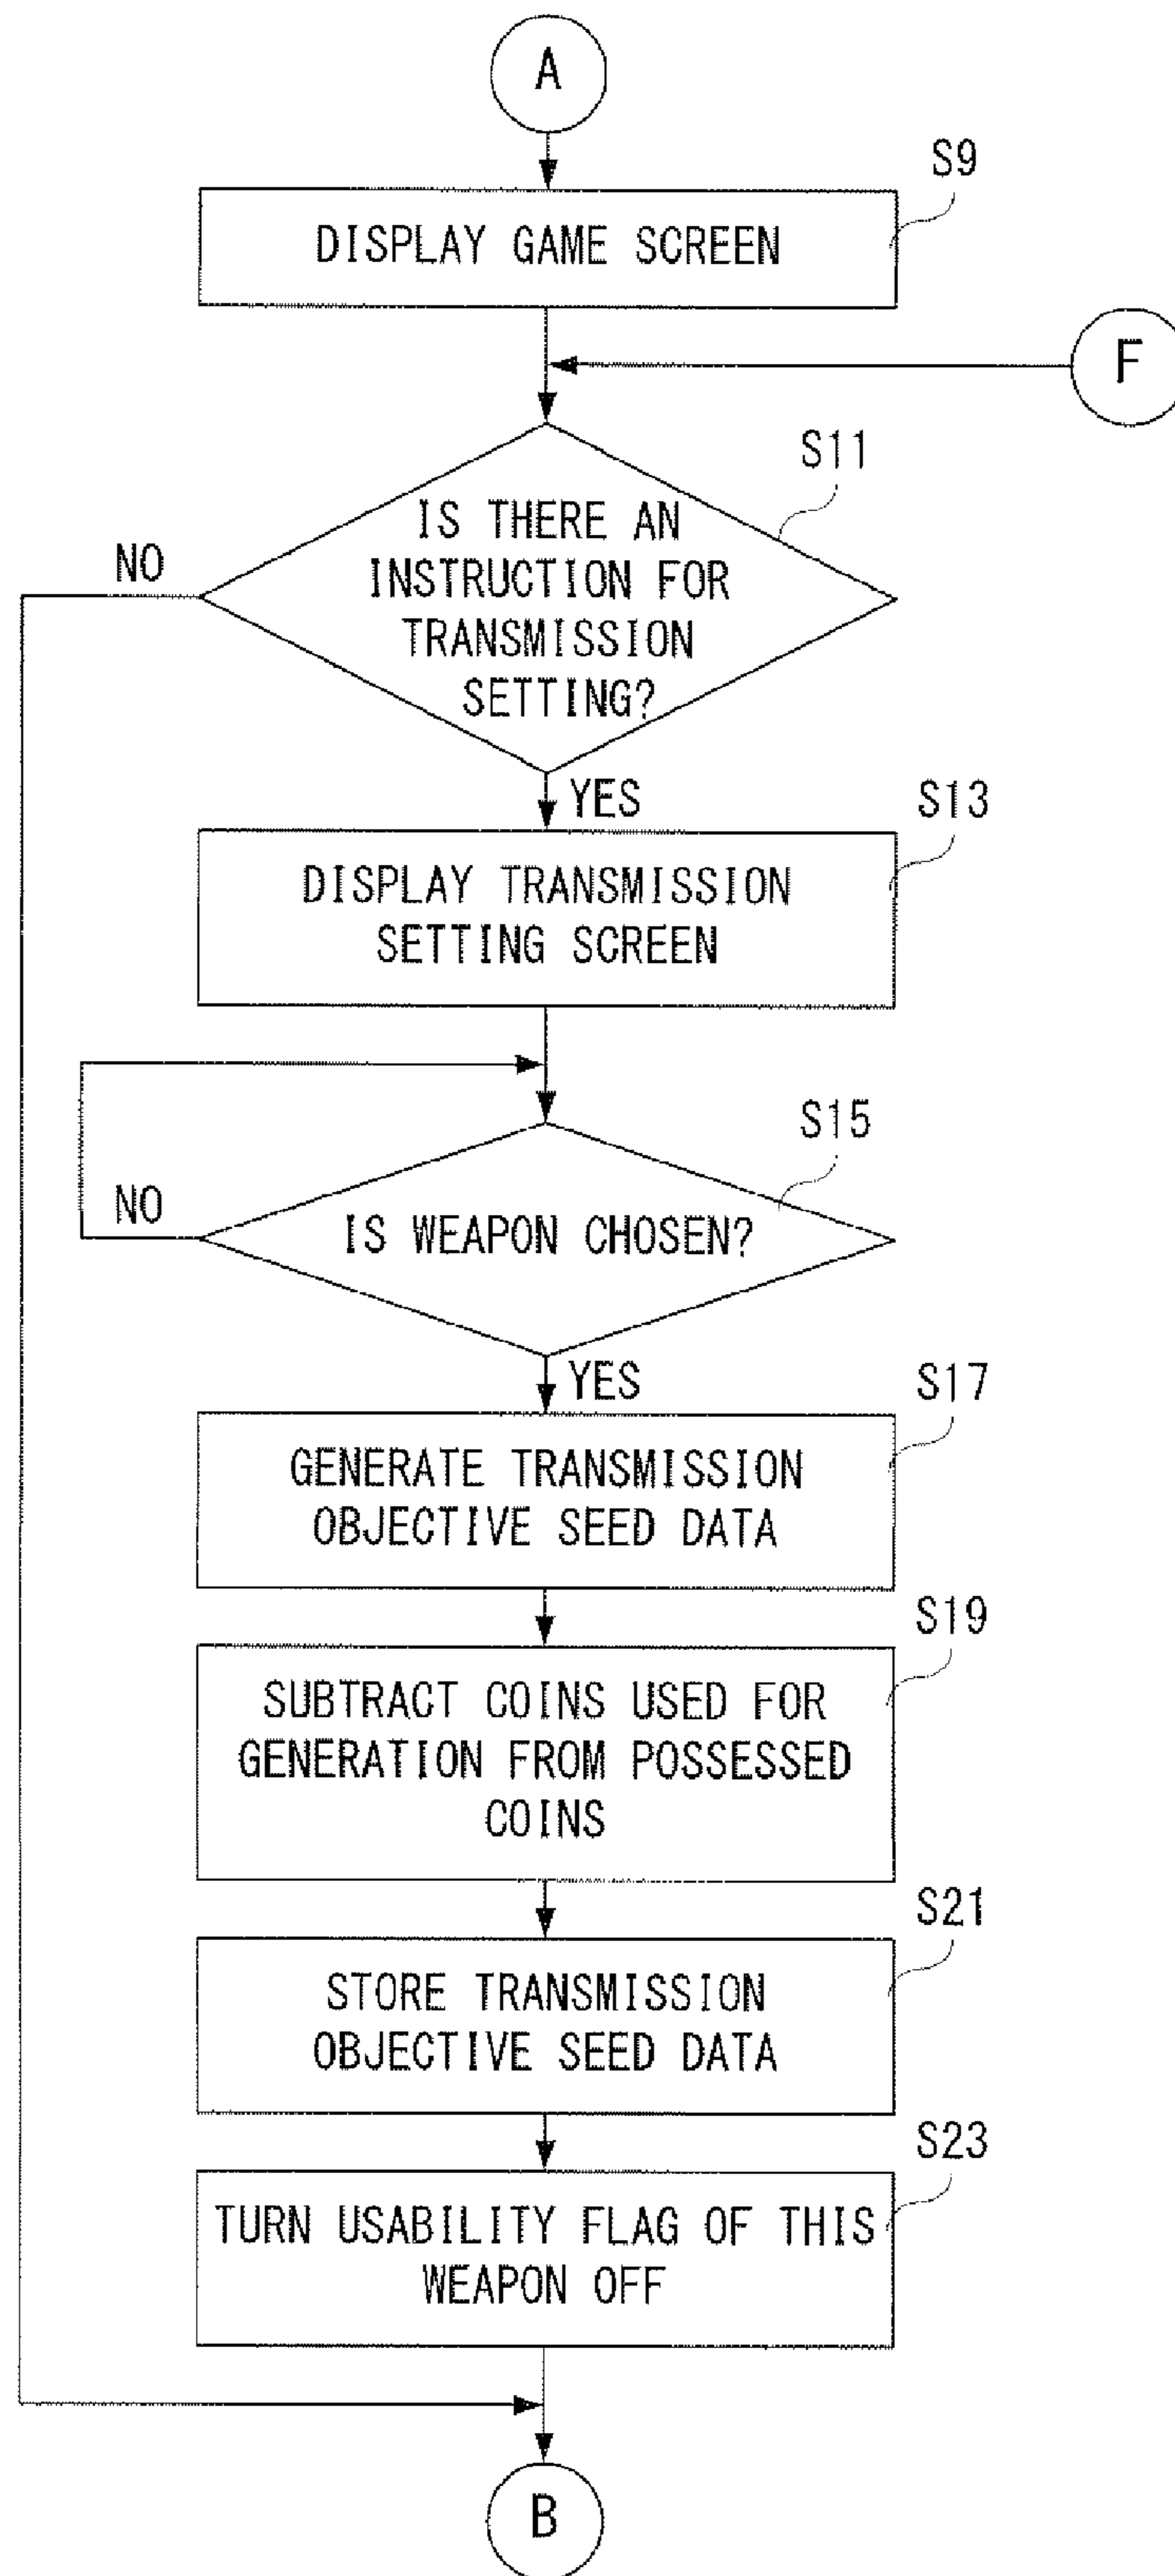 A
S9
DISPLAY GAME SCREEN
F
S11
IS THERE AN
INSTRUCTION FOR
TRANSMISSION
SETTING?
NO
YES
S13
DISPLAY TRANSMISSION
SETTING SCREEN
S15
IS WEAPON CHOSEN?
NO
YES
S17
GENERATE TRANSMISSION
OBJECTIVE SEED DATA
S19
SUBTRACT COINS USED FOR
GENERATION FROM POSSESSED
COINS
S21
STORE TRANSMISSION
OBJECTIVE SEED DATA
S23
TURN USABILITY FLAG OF THIS
WEAPON OFF
B